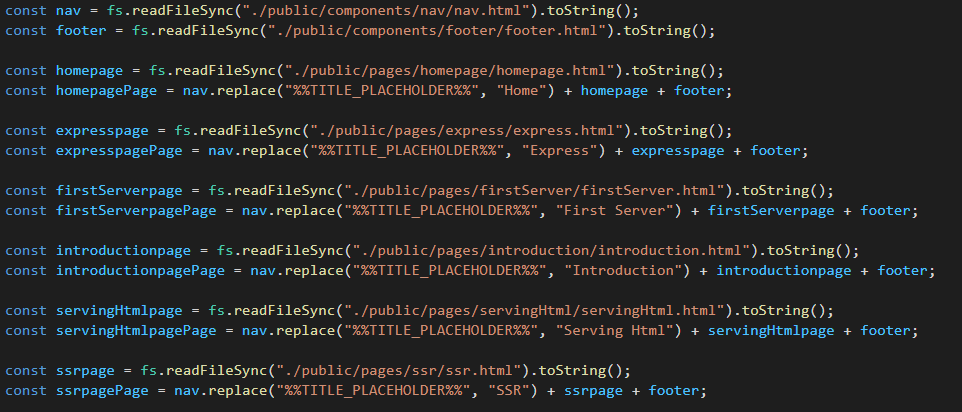 const nav = fs.readFileSync("./public/components/nav/nav.html").toString();
const footer = fs.readFileSync("./public/components/footer/footer.html").toString();
const homepage = fs.readFileSync("./public/pages/homepage/homepage.html").toString();
const homepagePage = nav.replace("%%TITLE_PLACEHOLDER%%", "Home") + homepage + footer;
const expresspage = fs.readFileSync("./public/pages/express/express.html").toString();
const expresspagePage = nav.replace("%%TITLE_PLACEHOLDER%%", "Express") + expresspage + footer;
const firstServerpage = fs.readFileSync("./public/pages/firstServer/firstServer.html").toString();
const firstServerpagePage = nav.replace("%%TITLE_PLACEHOLDER%%", "First Server") + firstServerpage + footer;
const introductionpage = fs.readFileSync("./public/pages/introduction/introduction.html").toString();
const introductionpagePage = nav.replace("%%TITLE_PLACEHOLDER%%", "Introduction") + introductionpage + footer;
const servingHtmlpage = fs.readFileSync("./public/pages/servingHtml/servingHtml.html").toString();
const servingHtmlpagePage = nav.replace("%%TITLE_PLACEHOLDER%%", "Serving Html") + servingHtmlpage + footer;
const ssrpage = fs.readFileSync("./public/pages/ssr/ssr.html").toString();
const ssrpagePage = nav.replace("%%TITLE_PLACEHOLDER%%", "SSR") + ssrpage + footer;